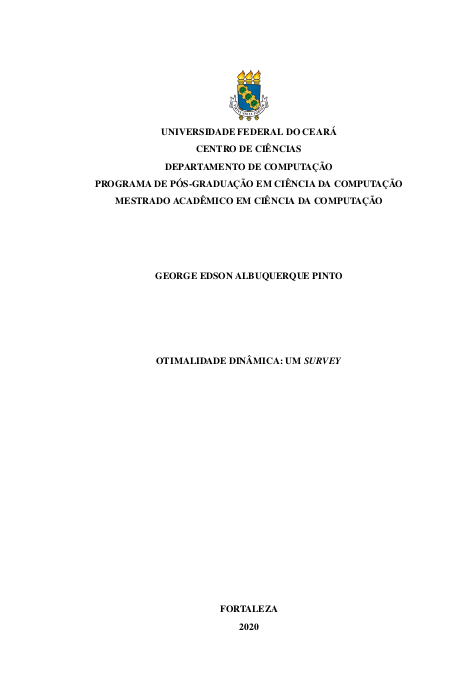 UNIVERSIDADE FEDERAL DO CEARÁ
CENTRO DE CIÊNCIAS
DEPARTAMENTO DE COMPUTAÇÃO
PROGRAMA DE PÓS-GRADUAÇÃO EM CIÊNCIA DA COMPUTAÇÃO
MESTRADO ACADÊMICO EM CIÊNCIA DA COMPUTAÇÃO
GEORGE EDSON ALBUQUERQUE PINTO
OTIMALIDADE DINÂMICA: UM SURVEY
FORTALEZA
2020